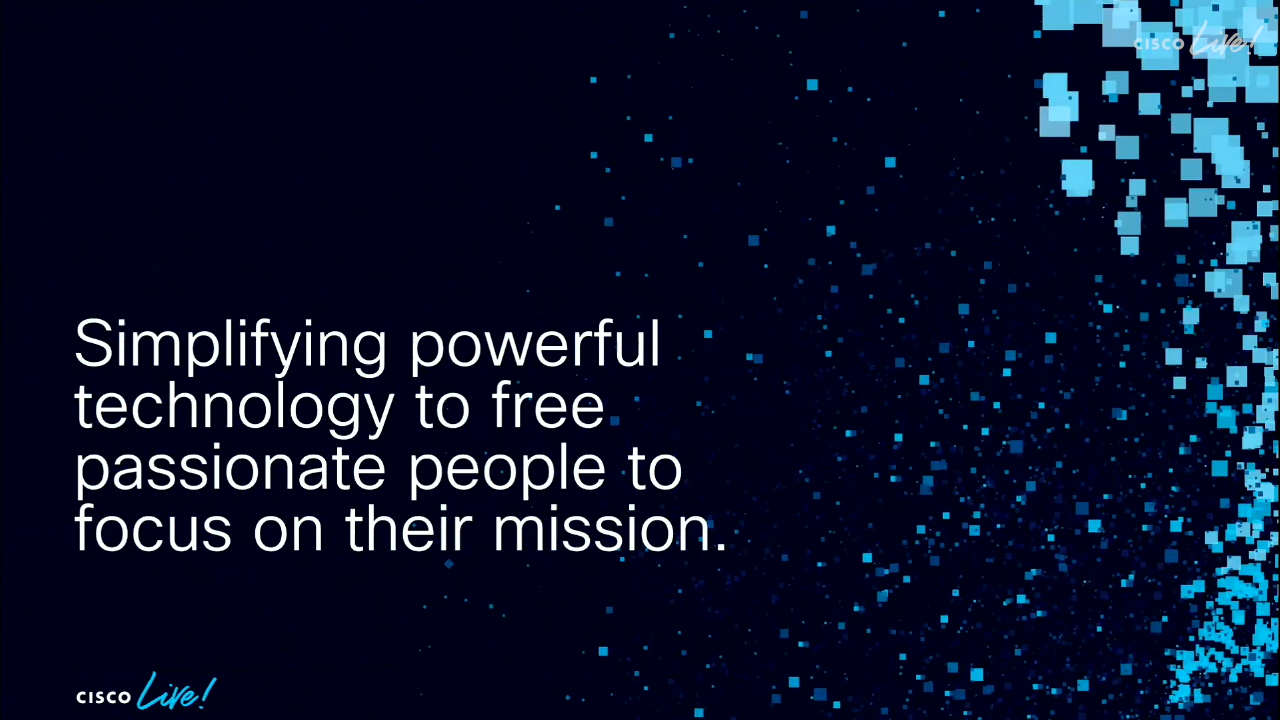 CISCO Live!
Simplifying powerful
technology to free
passionate people to
focus on their mission.
CISCO Live!